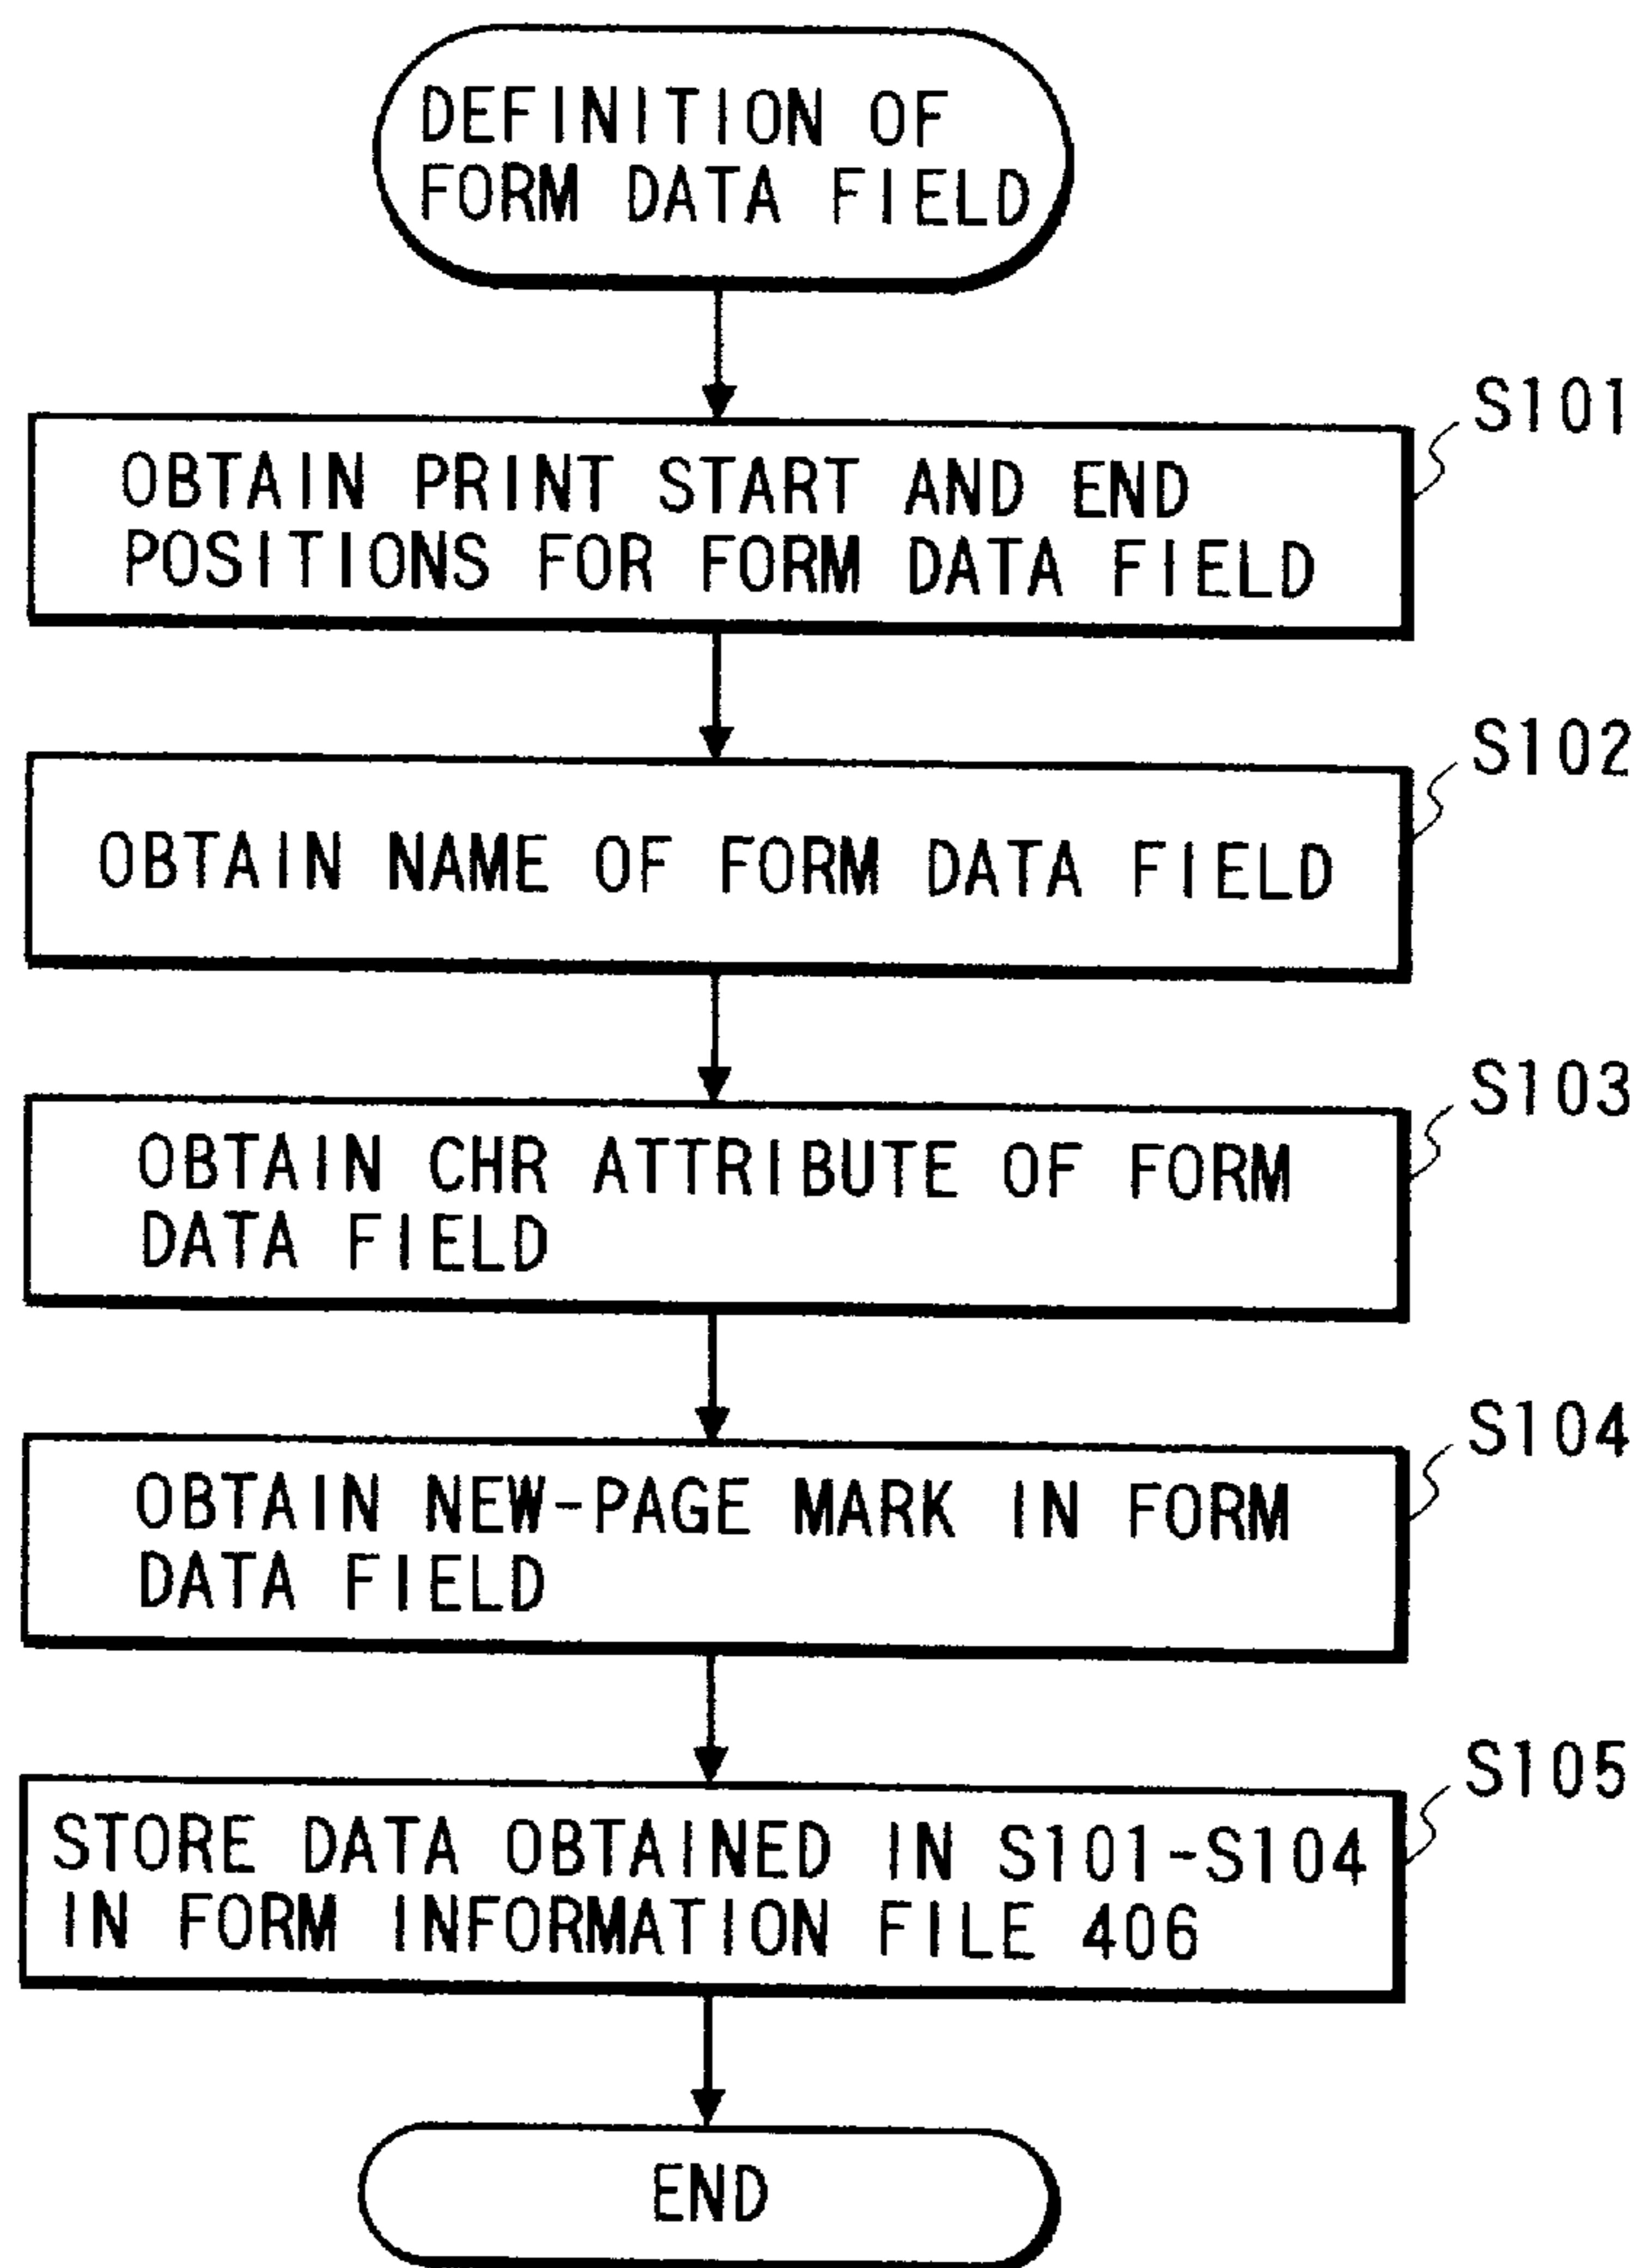 DEFINITION OF
FORM DATA FIELD
S101
OBTAIN PRINT START AND END
POSITIONS FOR FORM DATA FIELD
S102
OBTAIN NAME OF FORM DATA FIELD
S103
OBTAIN CHR ATTRIBUTE OF FORM
DATA FIELD
S104
OBTAIN NEW-PAGE MARK IN FORM
DATA FIELD
S105
STORE DATA OBTAINED IN S101-S104
IN FORM INFORMATION FILE 406
END